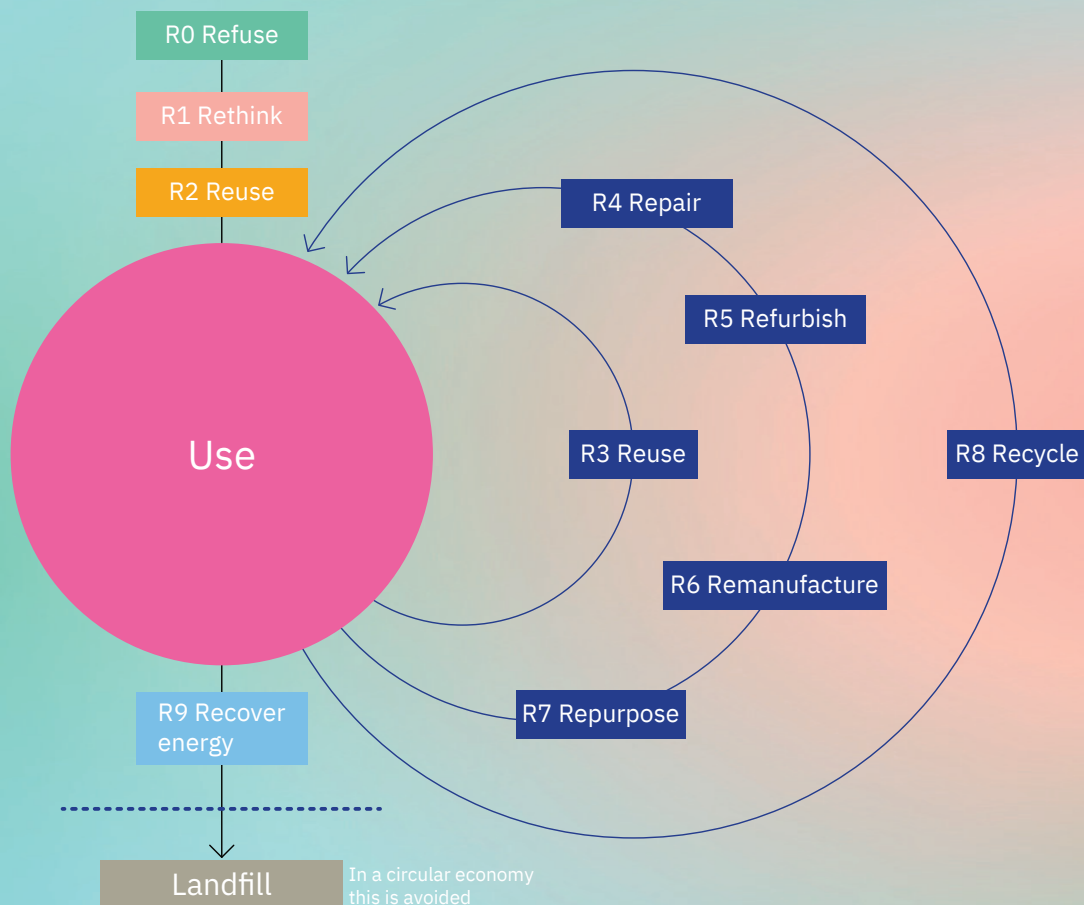 R0 Refuse
R1 Rethink
R2 Reuse
R4 Repair
R5 Refurbish
Use
R3 Reuse
R8 Recycle
R6 Remanufacture
R7 Repurpose
R9 Recover
energy
Landfill
In a circular economy
this is avoided